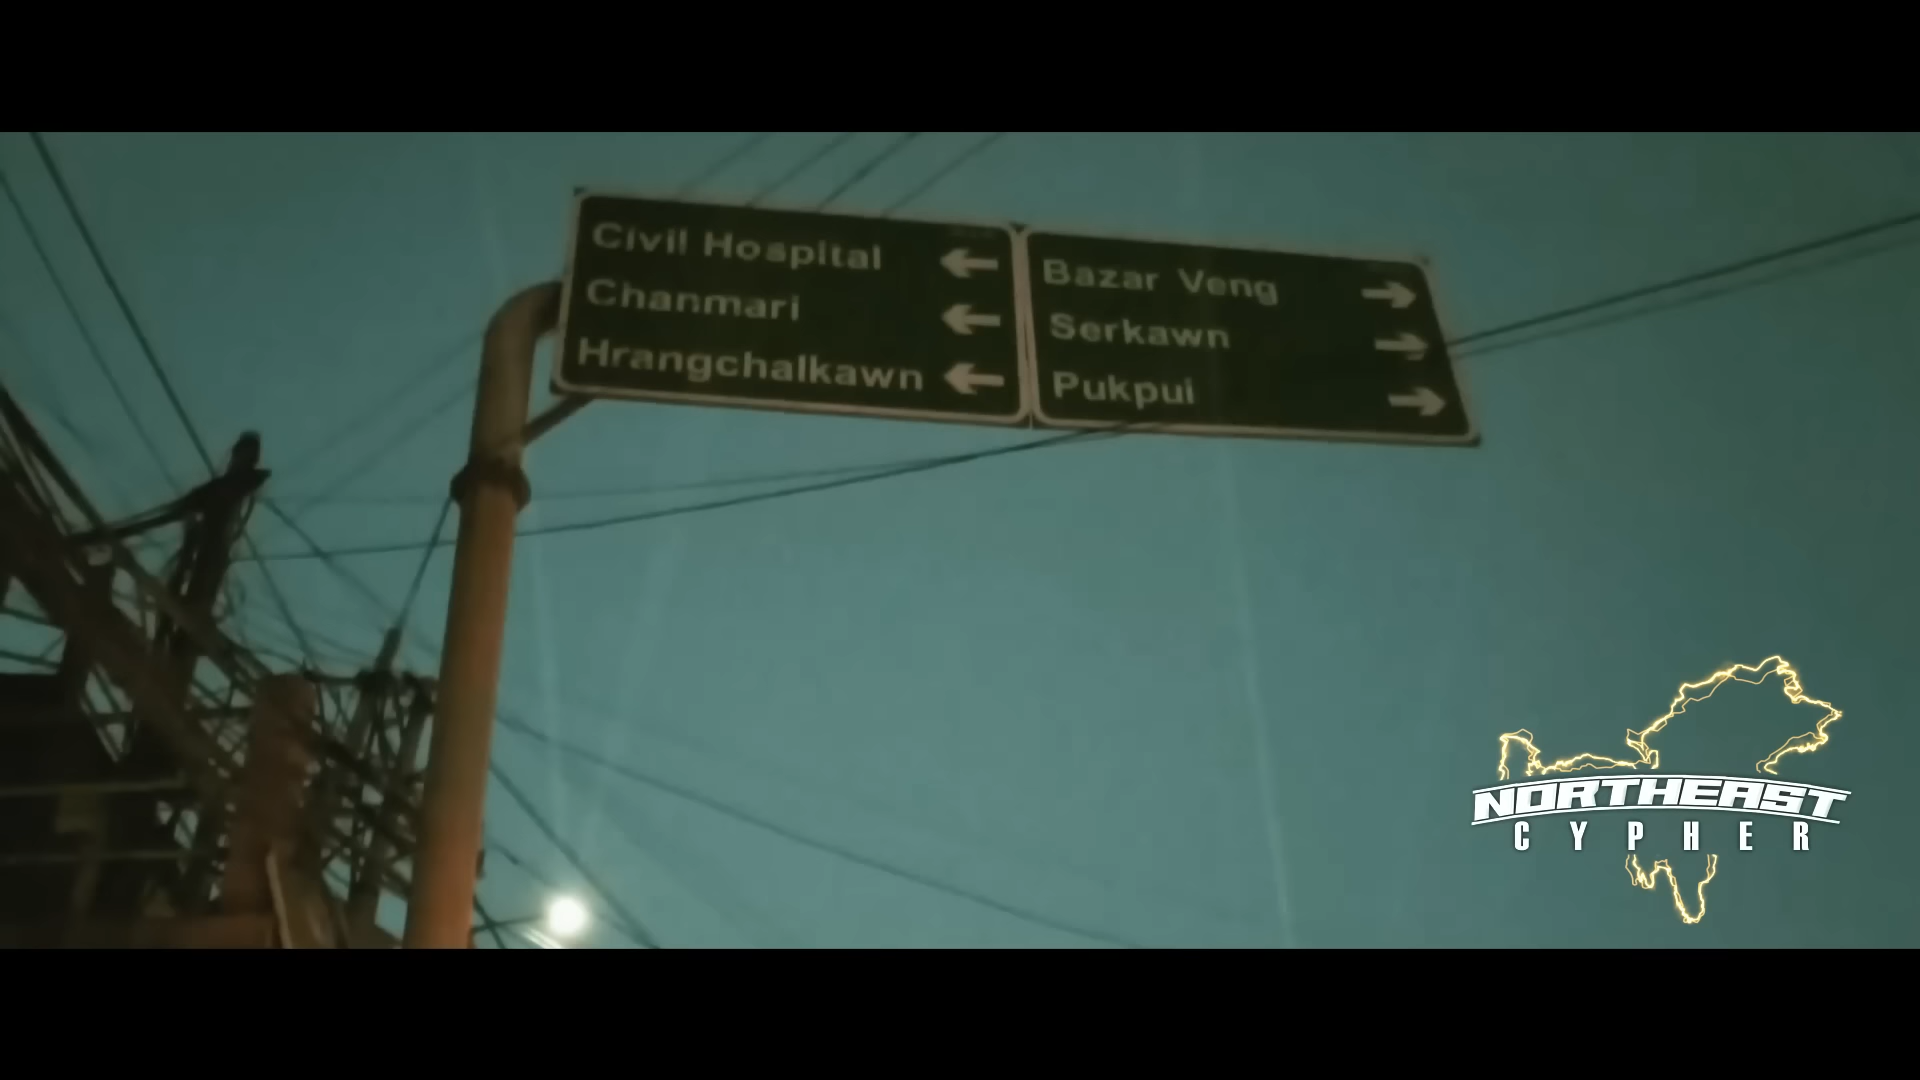 Civil Hospital
Chanmari
Hrangchalkawn
Bazar Veng
Serkawn
Pukpui
NORTHEAST
CYPHER